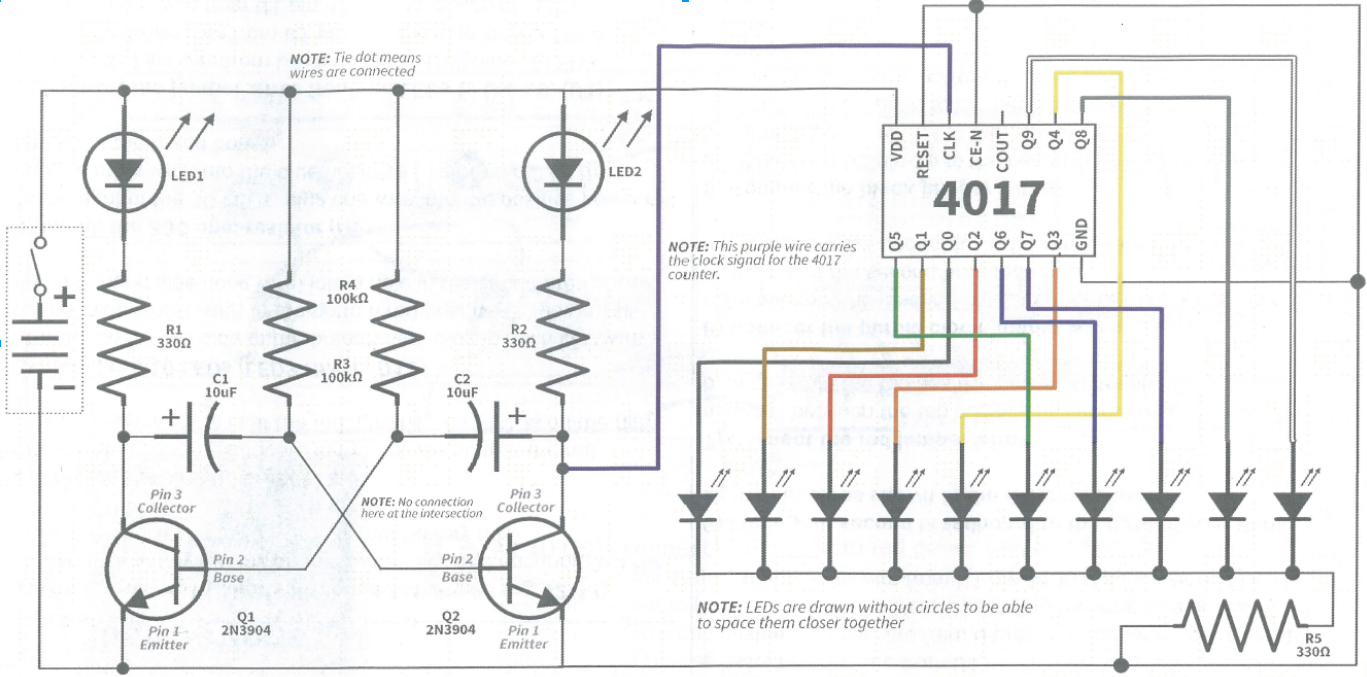 NOTE: Tie dot means
wires are connected
LED1
LED2
VDD
RESET
CLK
CE-N
COUT
Q9
Q4
Q8
4017
Q5
Q1
Q0
Q2
Q6
Q7
Q3
GND
NOTE: This purple wire carries
the clock signal for the 4017
counter.
+
−
R1
330Ω
R4
100kΩ
R3
100kΩ
R2
330Ω
C1
10uF
+
C2
10uF
+
Pin 3
Collector
NOTE: No connection
here at the intersection
Pin 3
Collector
Pin 2
Base
Pin 2
Base
Pin 1
Emitter
Q1
2N3904
Q2
2N3904
Pin 1
Emitter
NOTE: LEDs are drawn without circles to be able
to space them closer together
R5
330Ω